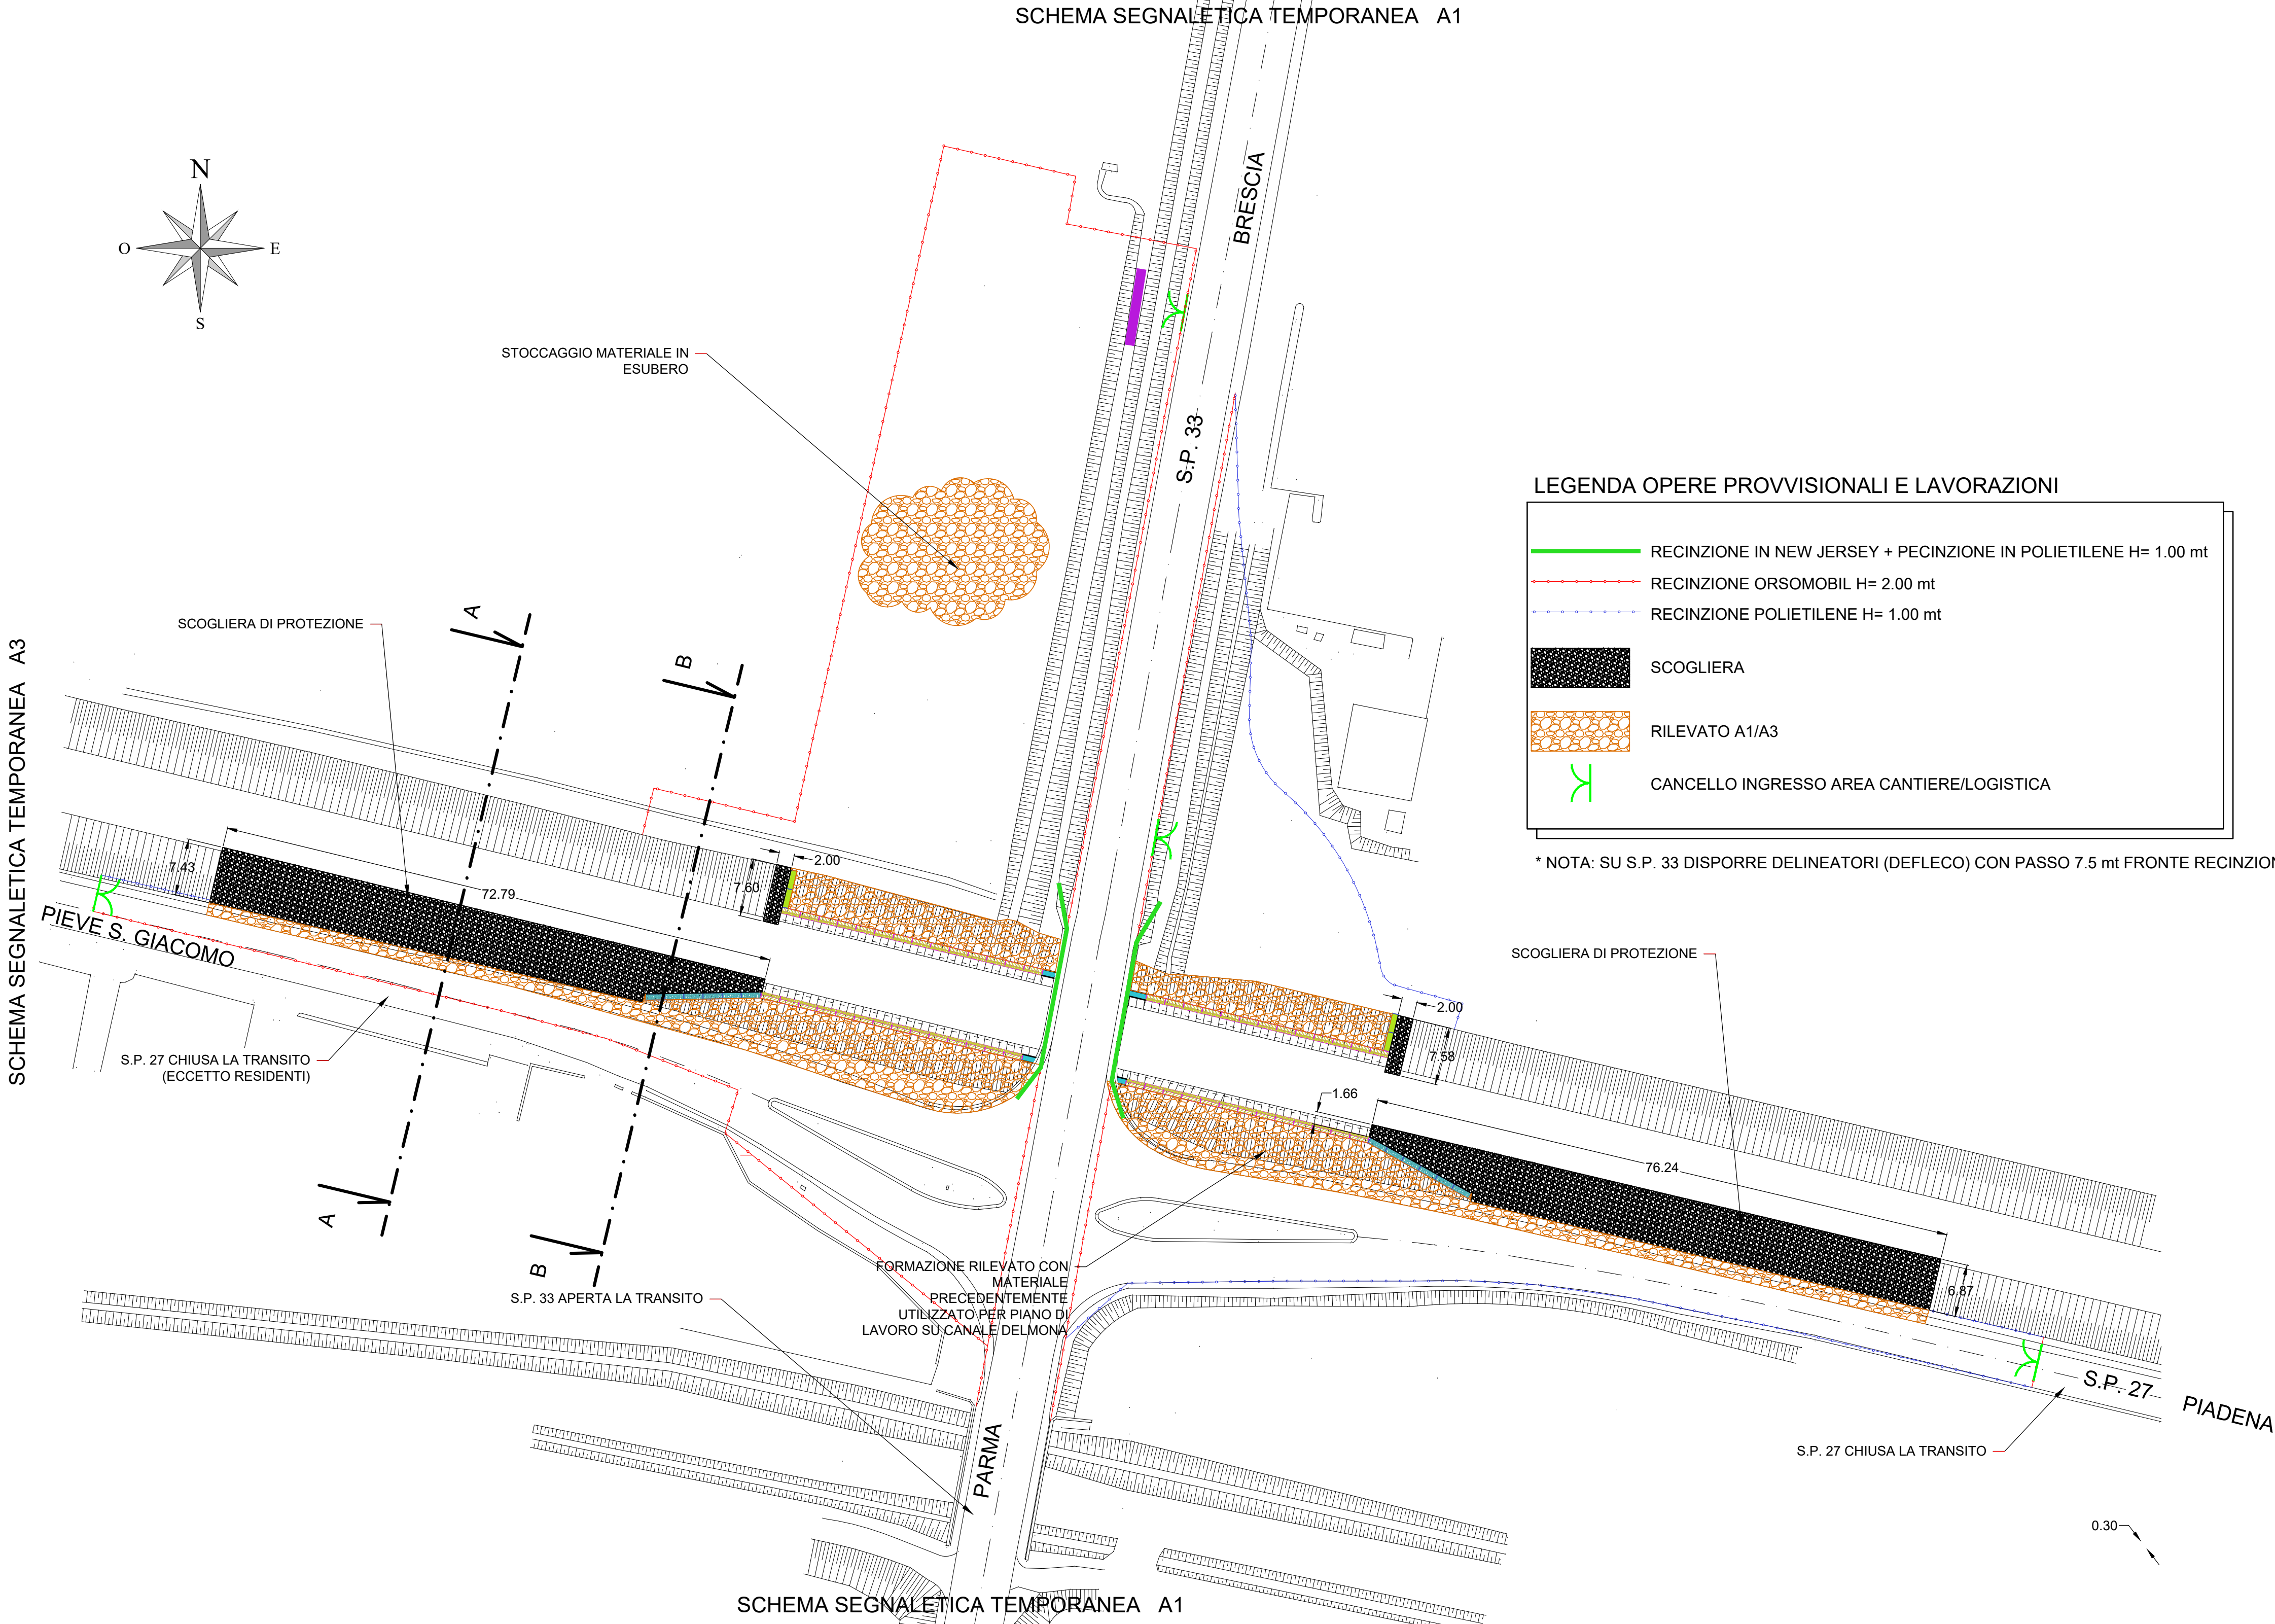 SCHEMA SEGNALETICA TEMPORANEA A1
N
O
E
S
BRESCIA
STOCCAGGIO MATERIALE IN
ESUBERO
S.P. 33
LEGENDA OPERE PROVVISIONALI E LAVORAZIONI
RECINZIONE IN NEW JERSEY + PECINZIONE IN POLIETILENE H= 1.00 mt
RECINZIONE ORSOMOBIL H= 2.00 mt
RECINZIONE POLIETILENE H= 1.00 mt
SCOGLIERA
RILEVATO A1/A3
CANCELLO INGRESSO AREA CANTIERE/LOGISTICA
* NOTA: SU S.P. 33 DISPORRE DELINEATORI (DEFLECO) CON PASSO 7.5 mt FRONTE RECINZION
SCHEMA SEGNALETICA TEMPORANEA A3
SCOGLIERA DI PROTEZIONE
A
B
7.43
72.79
7.60
2.00
PIEVE S. GIACOMO
SCOGLIERA DI PROTEZIONE
2.00
7.58
S.P. 27 CHIUSA LA TRANSITO
(ECCETTO RESIDENTI)
1.66
76.24
A
B
FORMAZIONE RILEVATO CON
MATERIALE
PRECEDENTEMENTE
UTILIZZATO PER PIANO DI
LAVORO SU CANALE DELMONA
S.P. 33 APERTA LA TRANSITO
6.87
S.P. 27
PIADENA
PARMA
S.P. 27 CHIUSA LA TRANSITO
0.30
SCHEMA SEGNALETICA TEMPORANEA A1